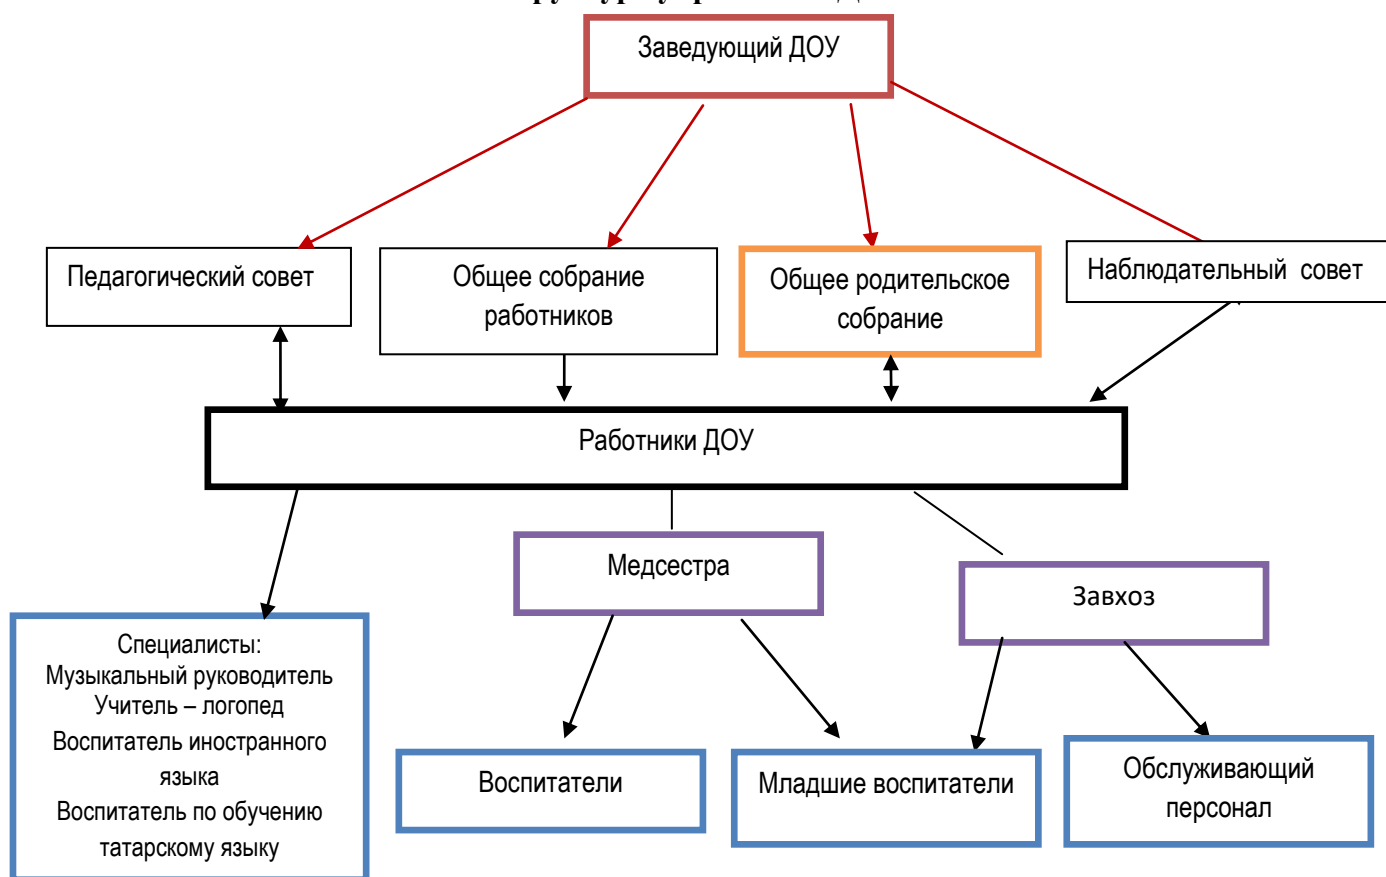 Заведующий ДОУ
Педагогический совет
Общее собрание
работников
Общее родительское
собрание
Наблюдательный совет
Работники ДОУ
Медсестра
Завхоз
Специалисты:
Музыкальный руководитель
Учитель – логопед
Воспитатель иностранного
языка
Воспитатель по обучению
татарскому языку
Воспитатели
Младшие воспитатели
Обслуживающий
персонал